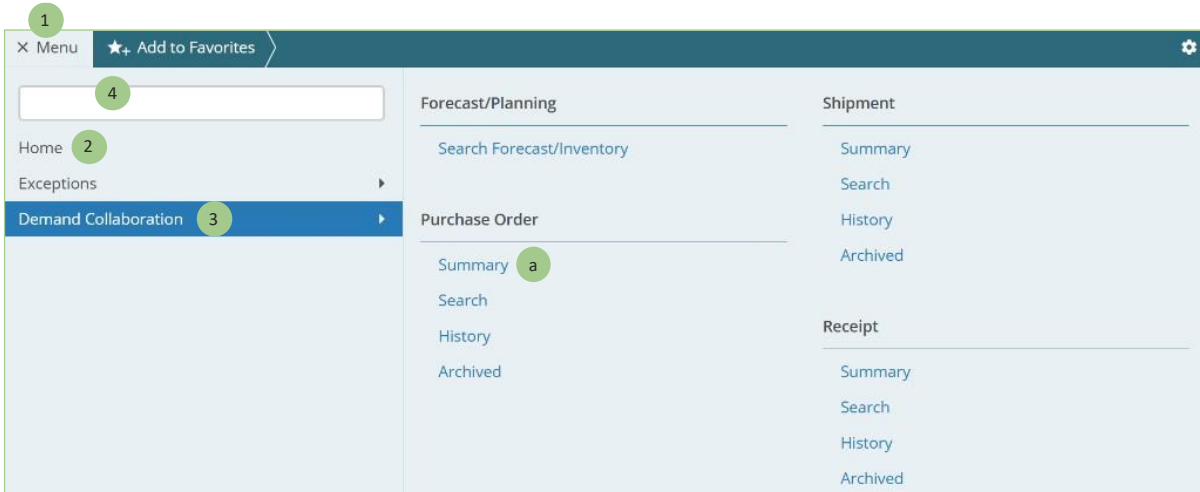 1
Menu
Add to Favorites
4
Home 2
Exceptions
Demand Collaboration 3
Forecast/Planning
Search Forecast/Inventory
Purchase Order
Summary a
Search
History
Archived
Shipment
Summary
Search
History
Archived
Receipt
Summary
Search
History
Archived